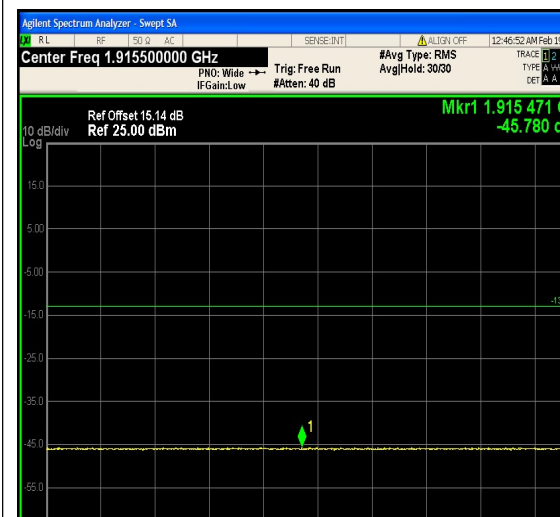 Agilent Spectrum Analyzer - Swept SA
RL RF 50 Ω AC SENSE:INT ALIGN OFF 12:46:52 AM Feb 19
Center Freq 1.915500000 GHz
#Avg Type: RMS
TRACE 1 2
PNO: Wide
Trig: Free Run
Avg|Hold: 30/30
TYPE A
IFGain:Low
#Atten: 40 dB
DET A A
Mkr1 1.915 471
Ref Offset 15.14 dB
-45.780
10 dB/div
Ref 25.00 dBm
Log
15.0
5.00
-5.00
-13
-15.0
-25.0
-35.0
1
-45.0
-55.0